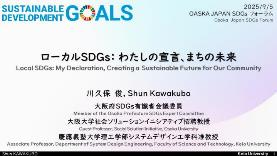 SUSTAINABLE
DEVELOPMENT GOALS
2025/9/5
OSAKA JAPAN SDGs フォーラム
Osaka Japan SDGs Forum
ローカルSDGs: わたしの宣言、まちの未来
Local SDGs: My Declaration, Creating a Sustainable Future for Our Community
川久保 俊, Shun Kawakubo
大阪府SDGs有識者会議委員
Member of the Osaka Prefecture SDGs Expert Committee
大阪大学社会ソリューションイニシアティブ招聘教授
Guest Professor, Social Solution Initiative, Osaka University
慶應義塾大学理工学部システムデザイン工学科准教授
Associate Professor, Department of System Design Engineering, Faculty of Science and Technology, Keio University
Shun KAWAKUBO
Keio University